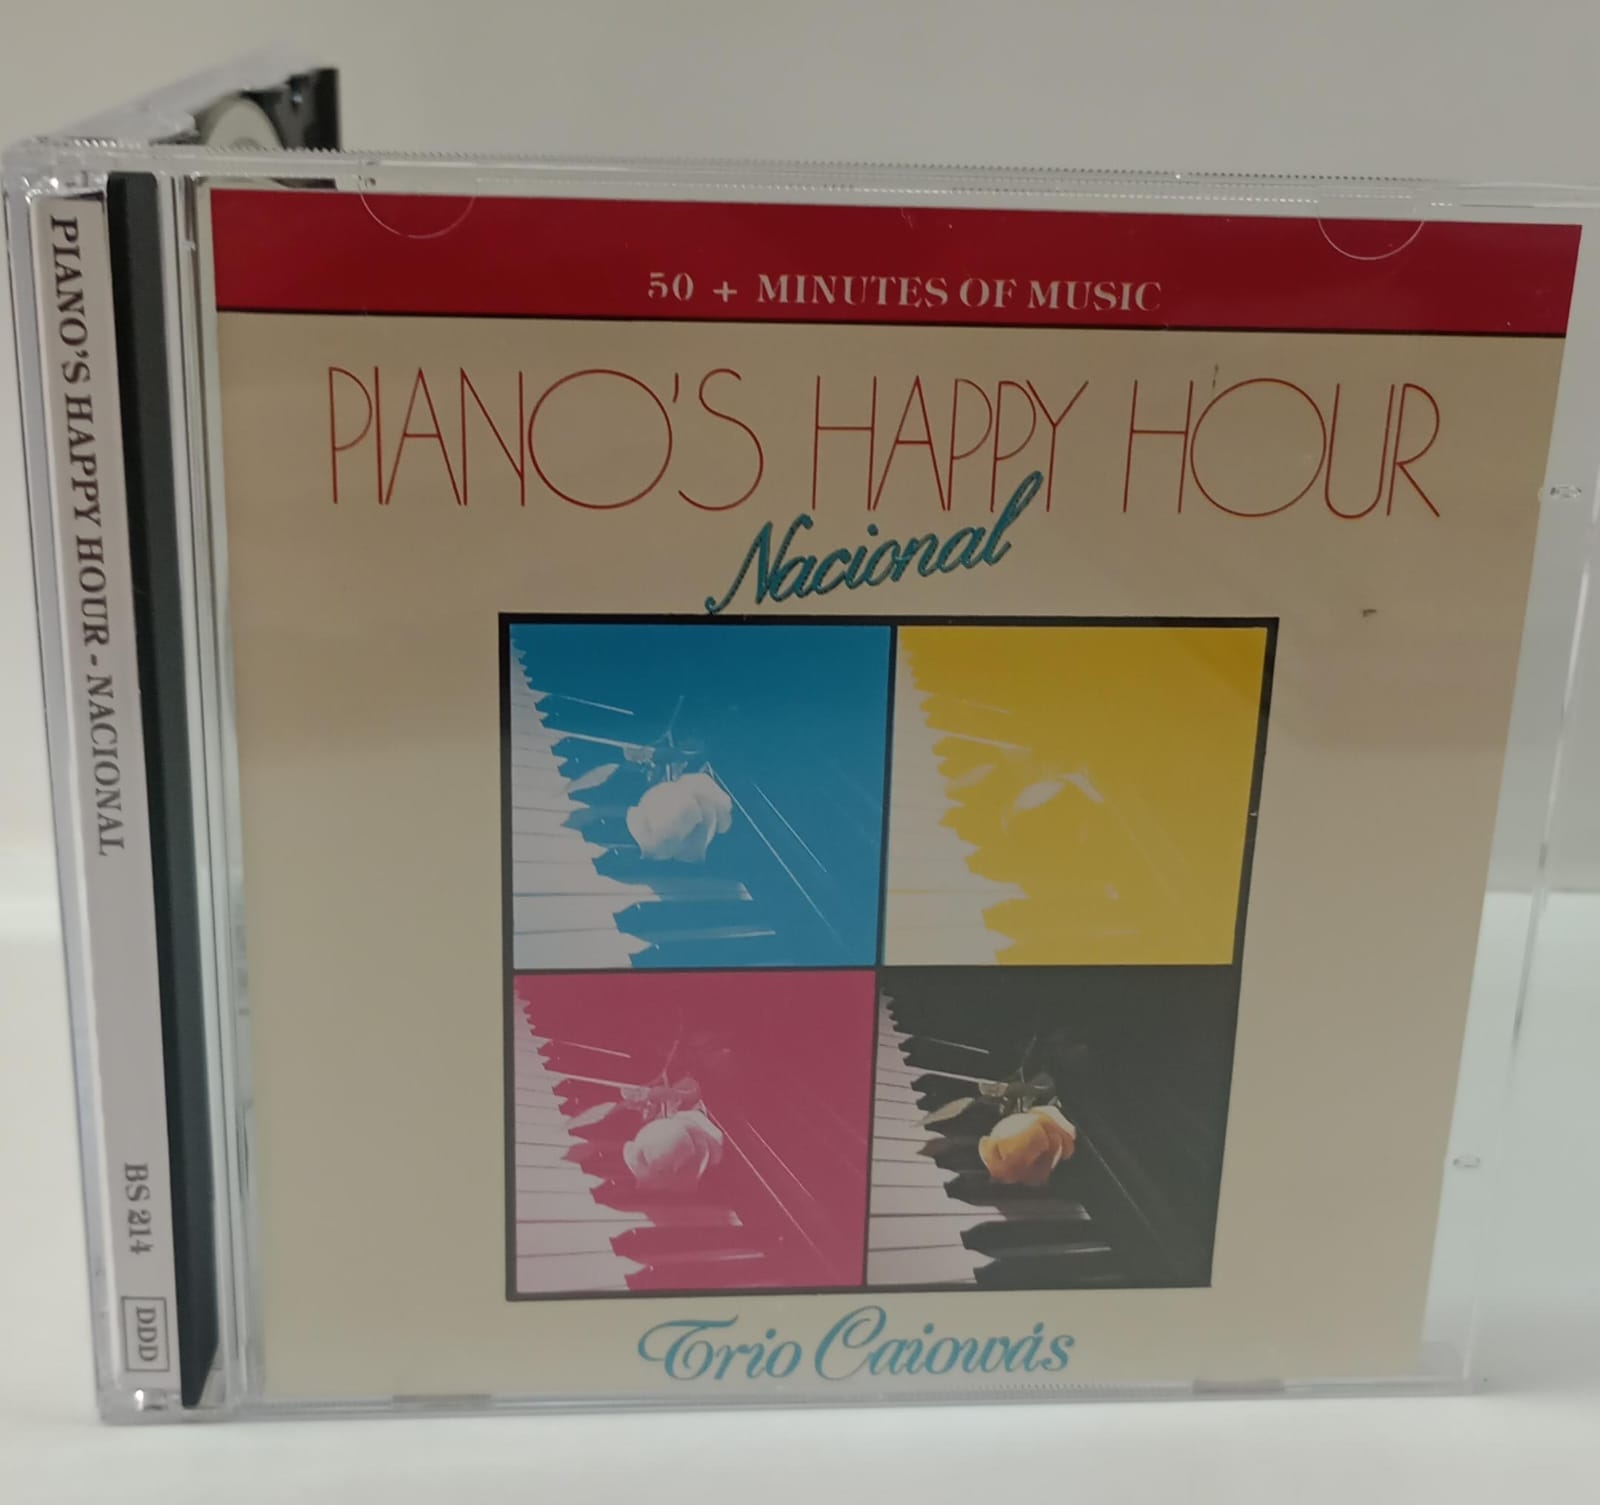 50 + MINUTES OF MUSIC
PIANO'S HAPPY HOUR
Nacional
Trio Caiowás
PIANO'S HAPPY HOUR - NACIONAL
BS 214
DDD